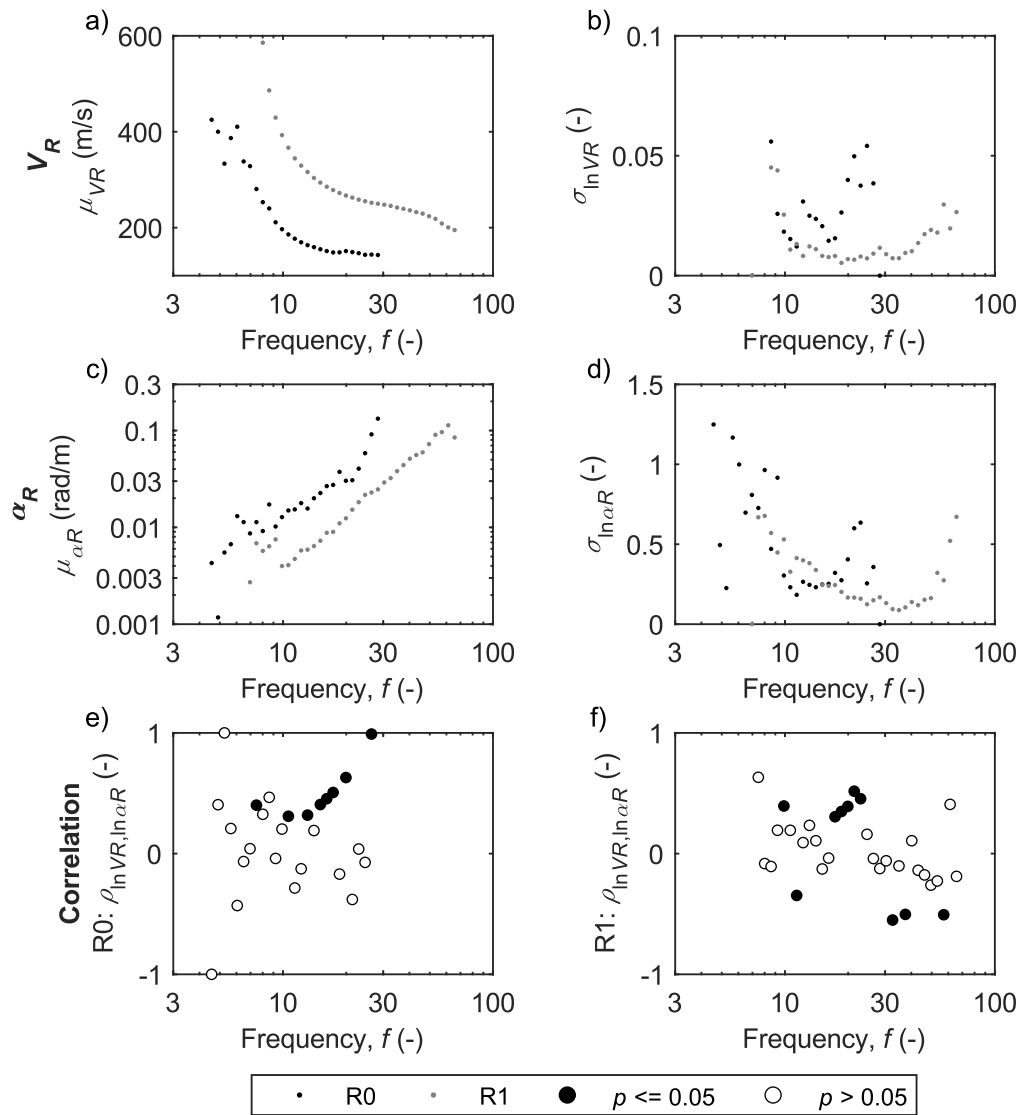 a)
b)
600
400
200
V_R
μ_VR (m/s)
3 10 30 100
Frequency, f (-)
0.1
0.05
0
σ_lnVR (-)
3 10 30 100
Frequency, f (-)
c)
d)
0.3
0.1
0.03
0.01
0.003
0.001
α_R
μ_αR (rad/m)
3 10 30 100
Frequency, f (-)
1.5
1
0.5
0
σ_lnαR (-)
3 10 30 100
Frequency, f (-)
e)
f)
1
0
-1
Correlation
R0: ρ_lnVR,lnαR (-)
3 10 30 100
Frequency, f (-)
1
0
-1
R1: ρ_lnVR,lnαR (-)
3 10 30 100
Frequency, f (-)
R0 R1 p <= 0.05 p > 0.05